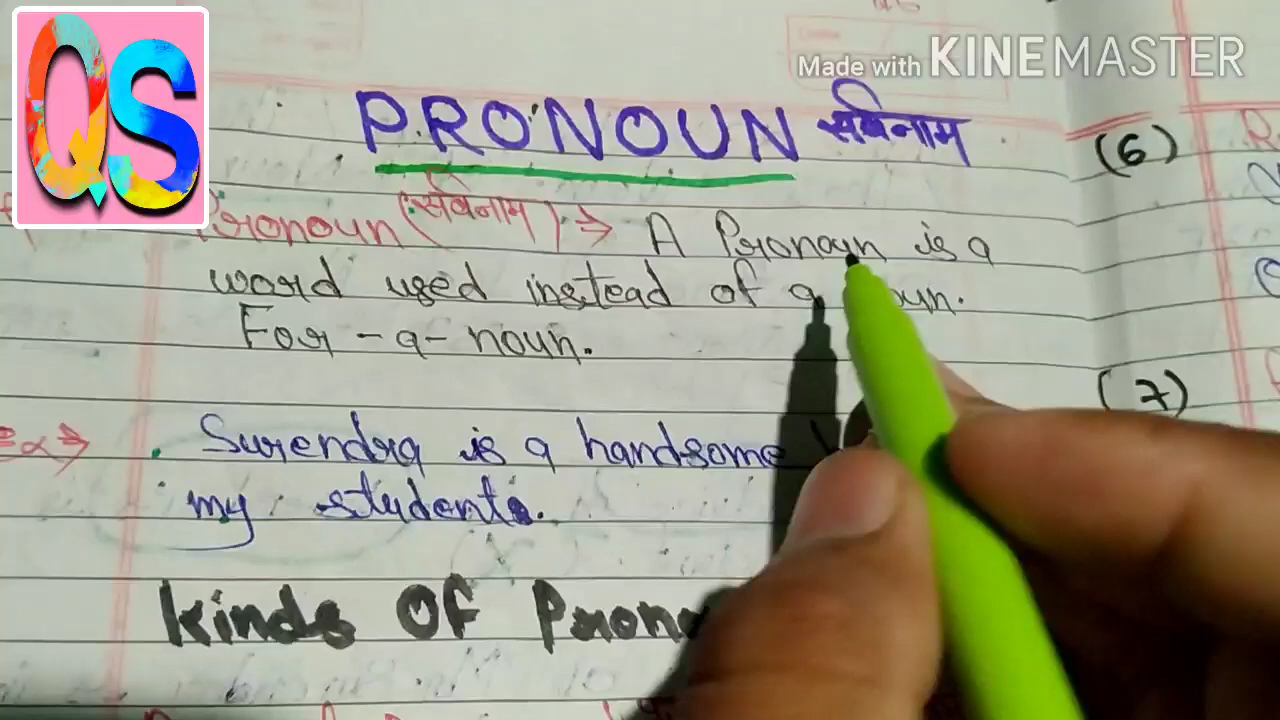 QS
Made with KINEMASTER
PRONOUN सर्वनाम
(6)
Pronoun (सर्वनाम) ⇒ A Pronoun is a
word used instead of a noun.
For - a - noun.
(7)
ex ⇒ Surendra is a handsome
my students.
Kinds Of